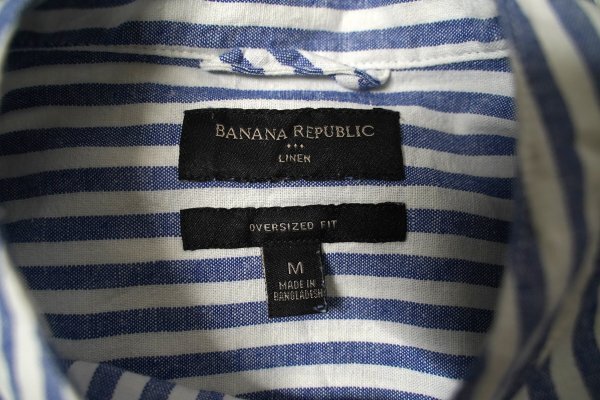 BANANA REPUBLIC
LINEN
OVERSIZED FIT
M
MADE IN
BANGLADESH